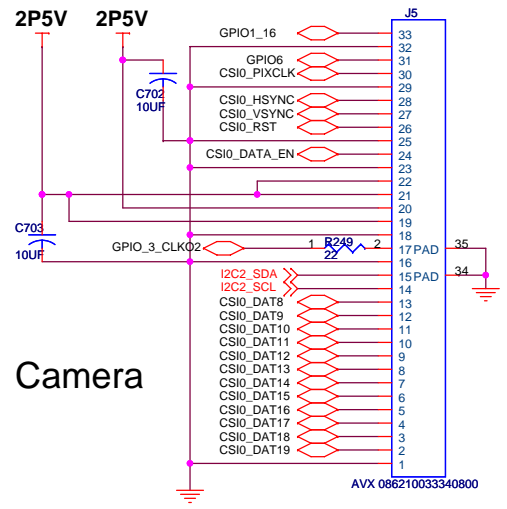 2P5V 2P5V J5
GPIO1_16 33
32
GPIO6 31
CSI0_PIXCLK 30
C702 29
10UF CSI0_HSYNC 28
CSI0_VSYNC 27
CSI0_RST 26
25
CSI0_DATA_EN 24
23
22
21
20
C703 19
18
10UF GPIO_3_CLKO2 1 R249 2 17 PAD 35
22 16
I2C2_SDA 15 PAD 34
I2C2_SCL 14
CSI0_DAT8 13
CSI0_DAT9 12
CSI0_DAT10 11
CSI0_DAT11 10
CSI0_DAT12 9
Camera CSI0_DAT13 8
CSI0_DAT14 7
CSI0_DAT15 6
CSI0_DAT16 5
CSI0_DAT17 4
CSI0_DAT18 3
CSI0_DAT19 2
1
AVX 086210033340800